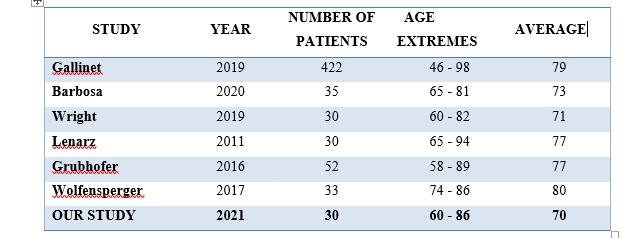 STUDY YEAR NUMBER OF PATIENTS AGE EXTREMES AVERAGE
Gallinet 2019 422 46 - 98 79
Barbosa 2020 35 65 - 81 73
Wright 2019 30 60 - 82 71
Lenarz 2011 30 65 - 94 77
Grubhofer 2016 52 58 - 89 77
Wolfensperger 2017 33 74 - 86 80
OUR STUDY 2021 30 60 - 86 70